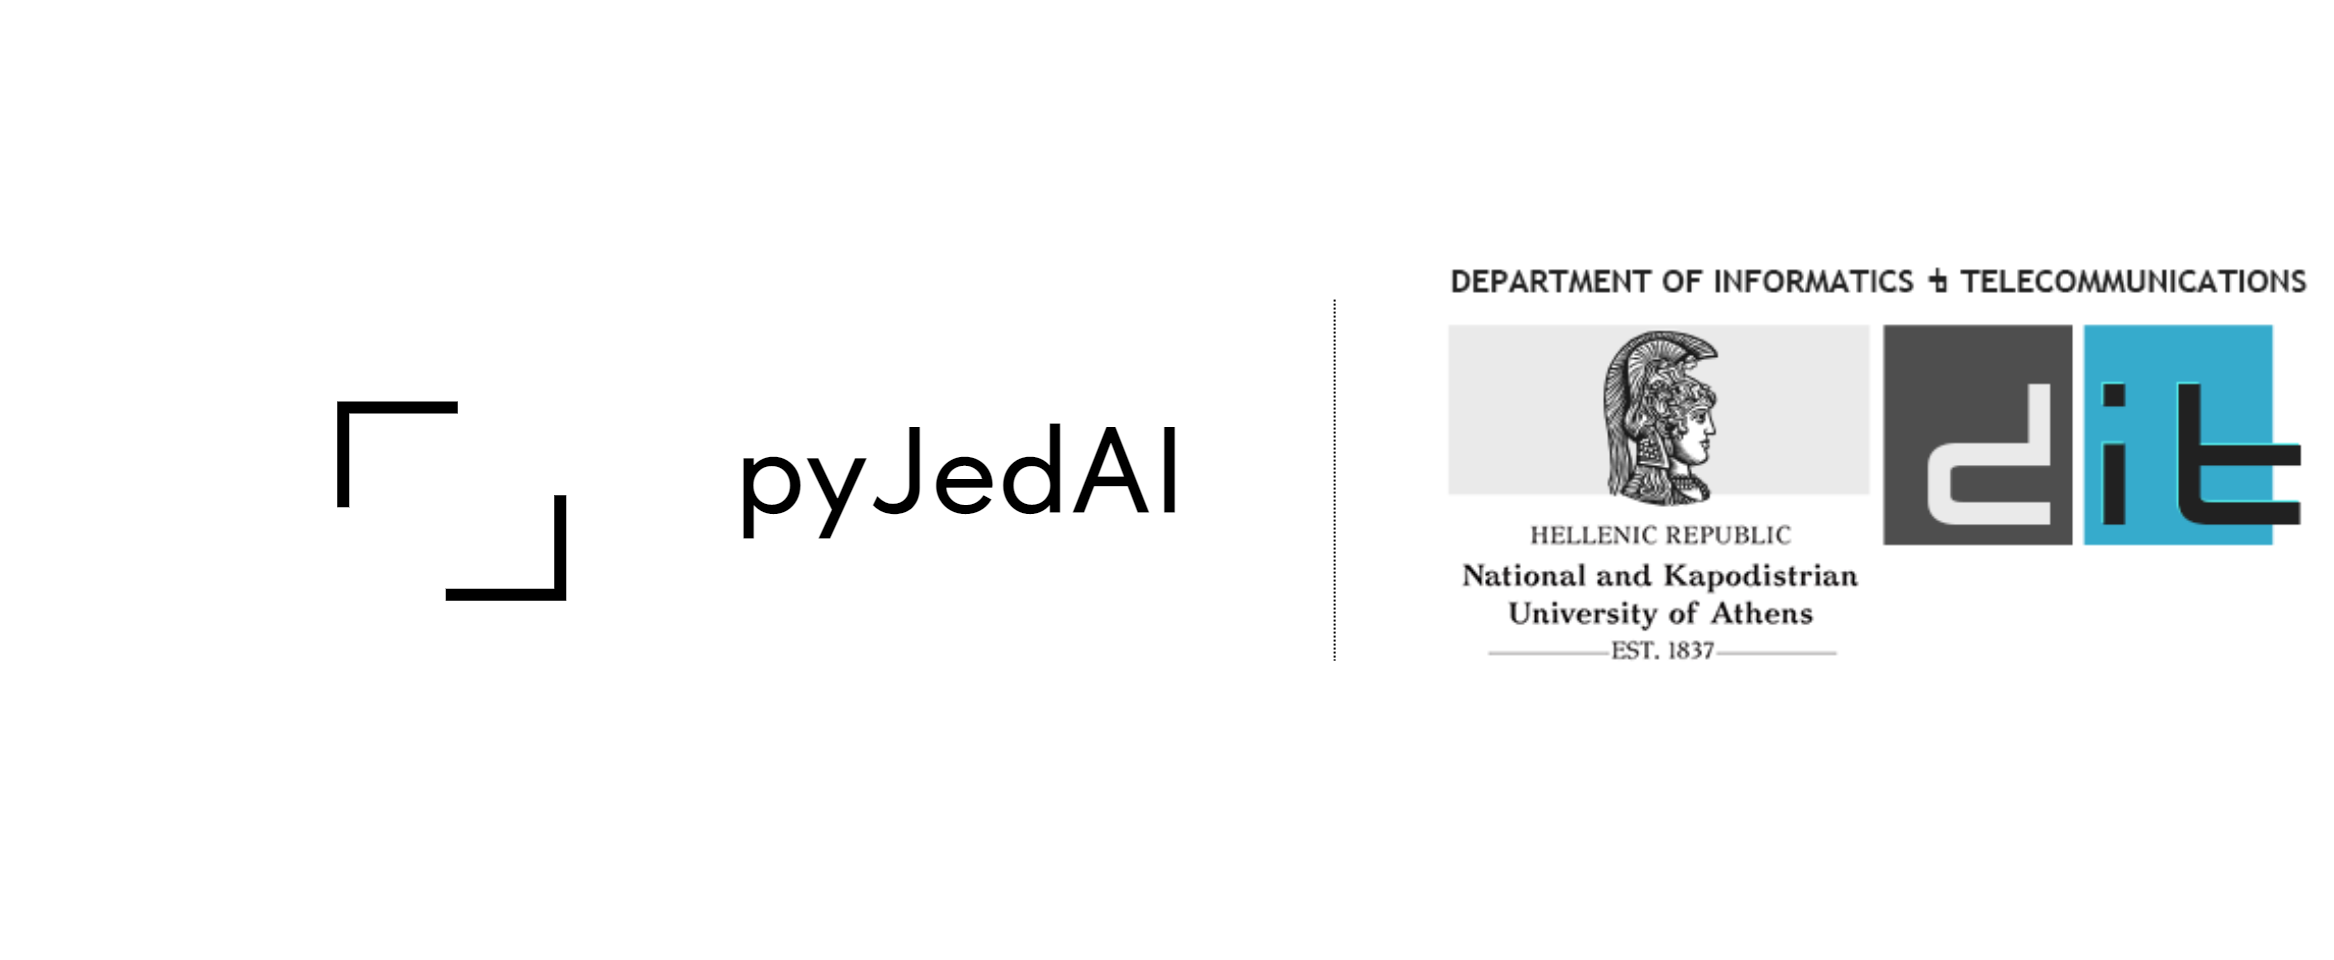 pyJedAI
DEPARTMENT OF INFORMATICS & TELECOMMUNICATIONS
dit
HELLENIC REPUBLIC
National and Kapodistrian
University of Athens
EST. 1837